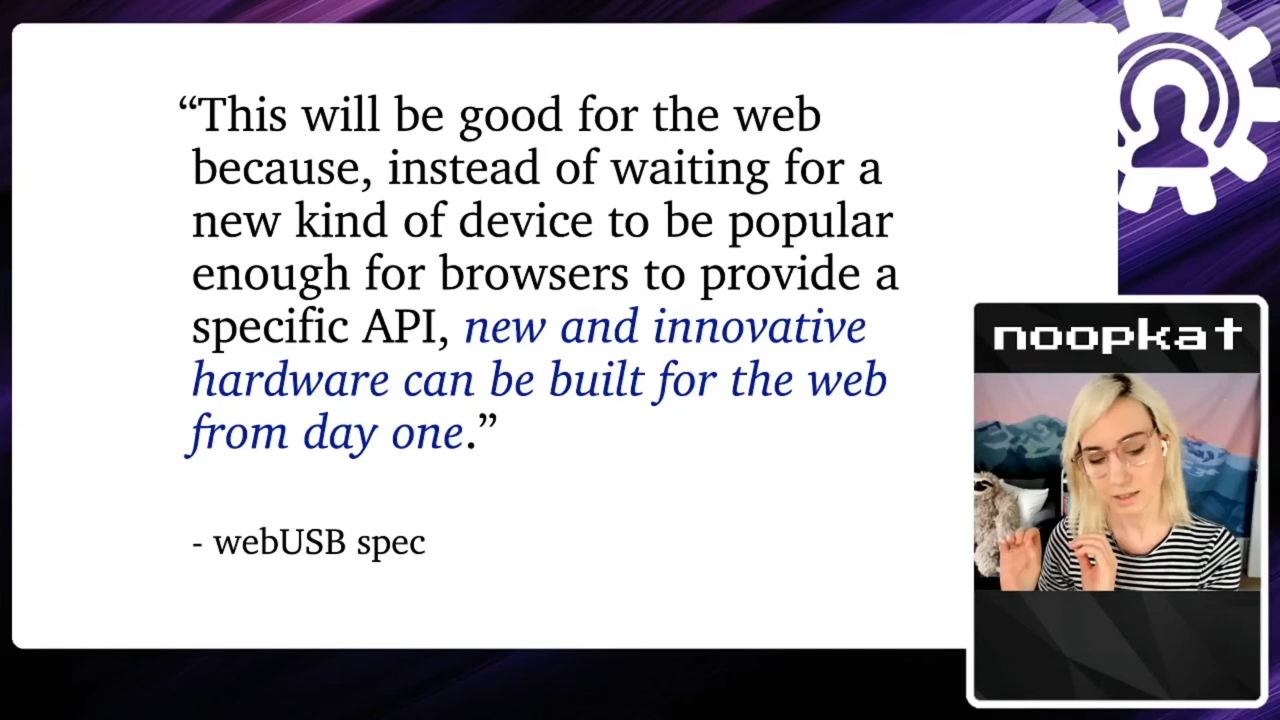 “This will be good for the web
because, instead of waiting for a
new kind of device to be popular
enough for browsers to provide a
specific API, new and innovative
hardware can be built for the web
from day one.”
- webUSB spec
noopkat